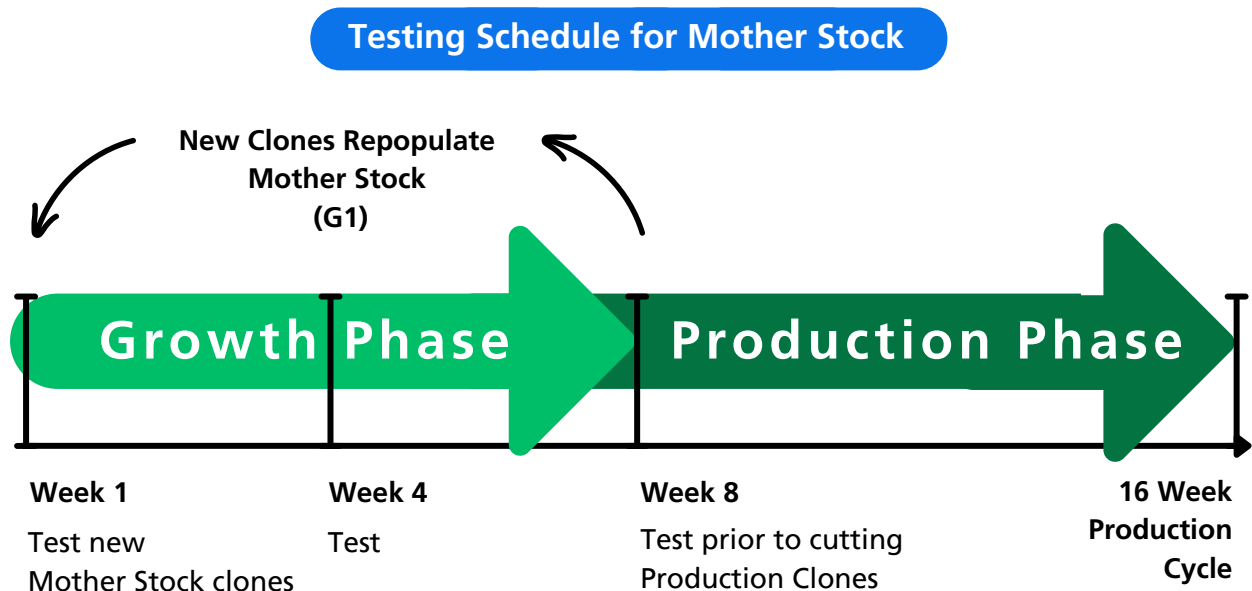 Testing Schedule for Mother Stock
New Clones Repopulate
Mother Stock
(G1)
Growth Phase
Production Phase
Week 1
Test new
Mother Stock clones
Week 4
Test
Week 8
Test prior to cutting
Production Clones
16 Week
Production
Cycle